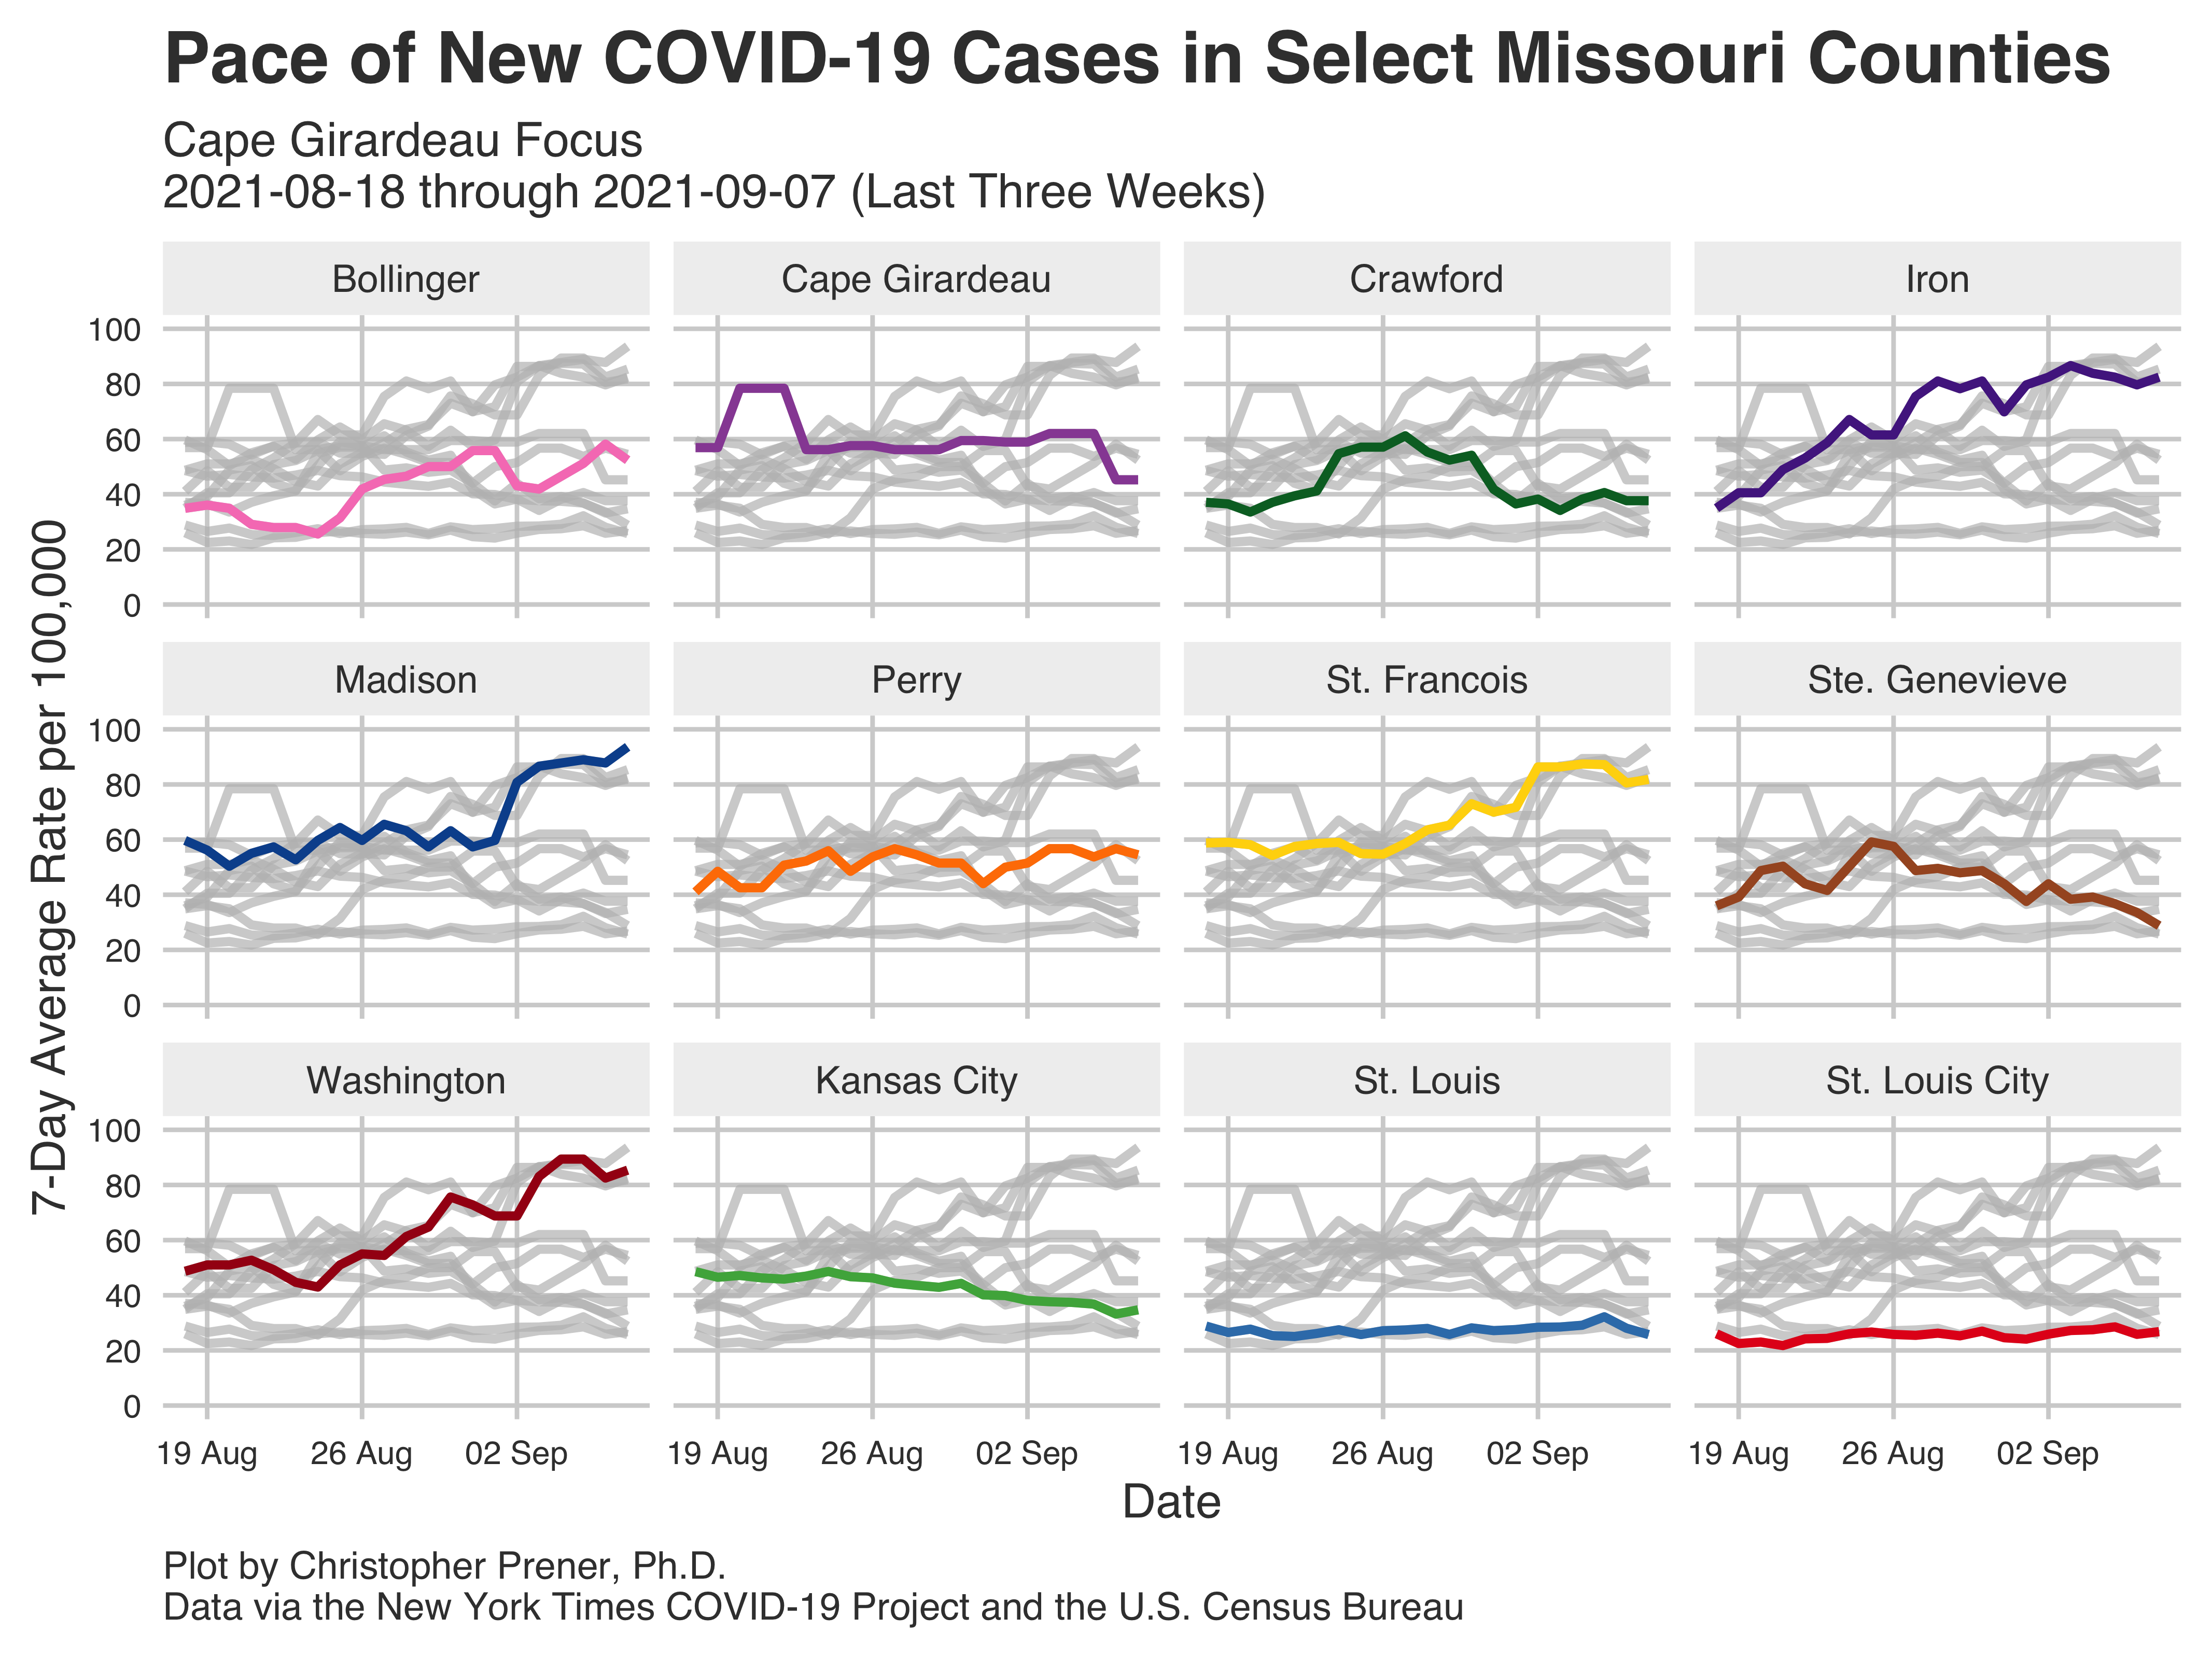 Pace of New COVID-19 Cases in Select Missouri Counties
Cape Girardeau Focus
2021-08-18 through 2021-09-07 (Last Three Weeks)
7-Day Average Rate per 100,000
Bollinger
Cape Girardeau
Crawford
Iron
100
80
60
40
20
0
Madison
Perry
St. Francois
Ste. Genevieve
100
80
60
40
20
0
Washington
Kansas City
St. Louis
St. Louis City
100
80
60
40
20
0
19 Aug
26 Aug
02 Sep
19 Aug
26 Aug
02 Sep
19 Aug
26 Aug
02 Sep
19 Aug
26 Aug
02 Sep
Date
Plot by Christopher Prener, Ph.D.
Data via the New York Times COVID-19 Project and the U.S. Census Bureau